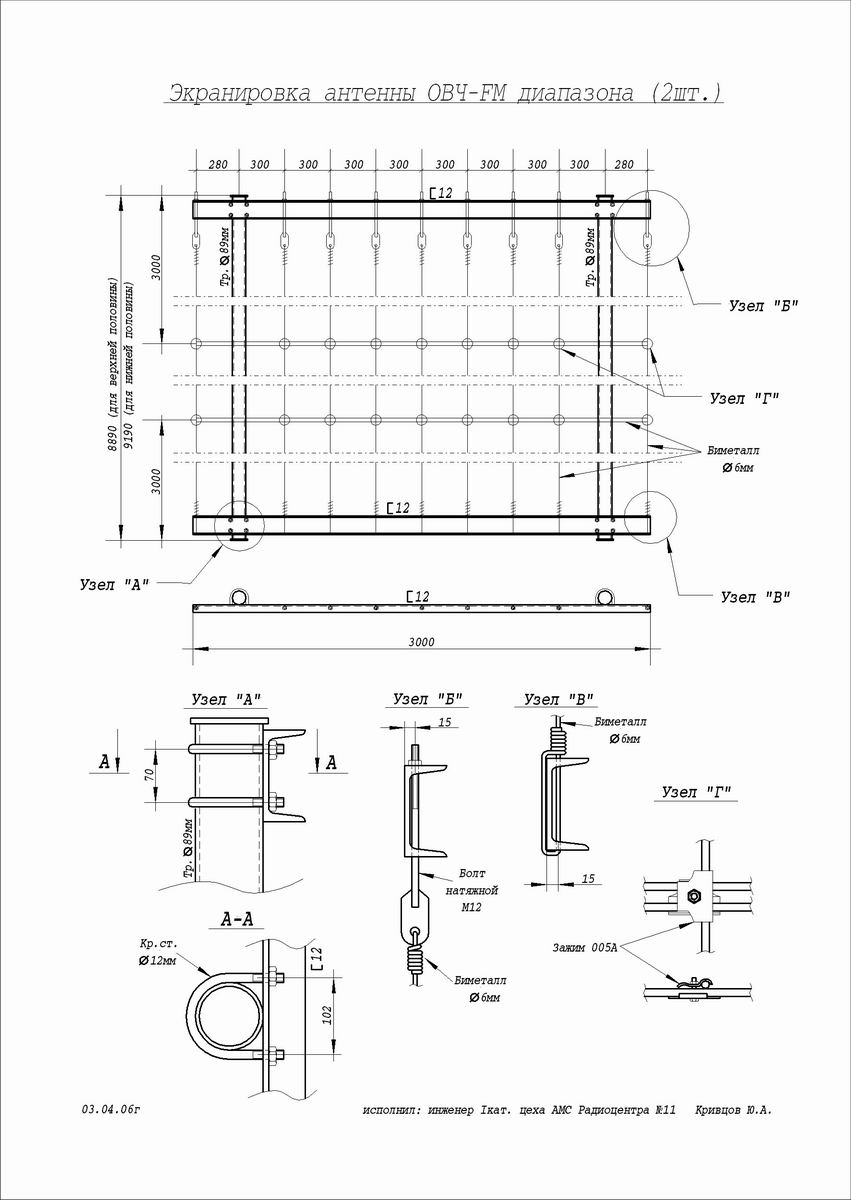 Экранировка антенны ОВЧ-FM диапазона (2шт.)
280 300 300 300 300 300 300 300 300 280
[12
Тр. Ø89мм
Тр. Ø89мм
3000
8890 (для верхней половины)
9190 (для нижней половины)
Узел "Б"
Узел "Г"
Биметалл
Ø6мм
3000
[12
Узел "А"
Узел "В"
[12
3000
Узел "А"
Узел "Б"
Узел "В"
15
Биметалл
Ø6мм
А
А
70
Узел "Г"
Тр. Ø89мм
Болт
натяжной
М12
15
А-А
Кр.ст.
Ø12мм
[12
Зажим 005А
Биметалл
Ø6мм
102
03.04.06г
исполнил: инженер Iкат. цеха АМС Радиоцентра №11 Кривцов Ю.А.